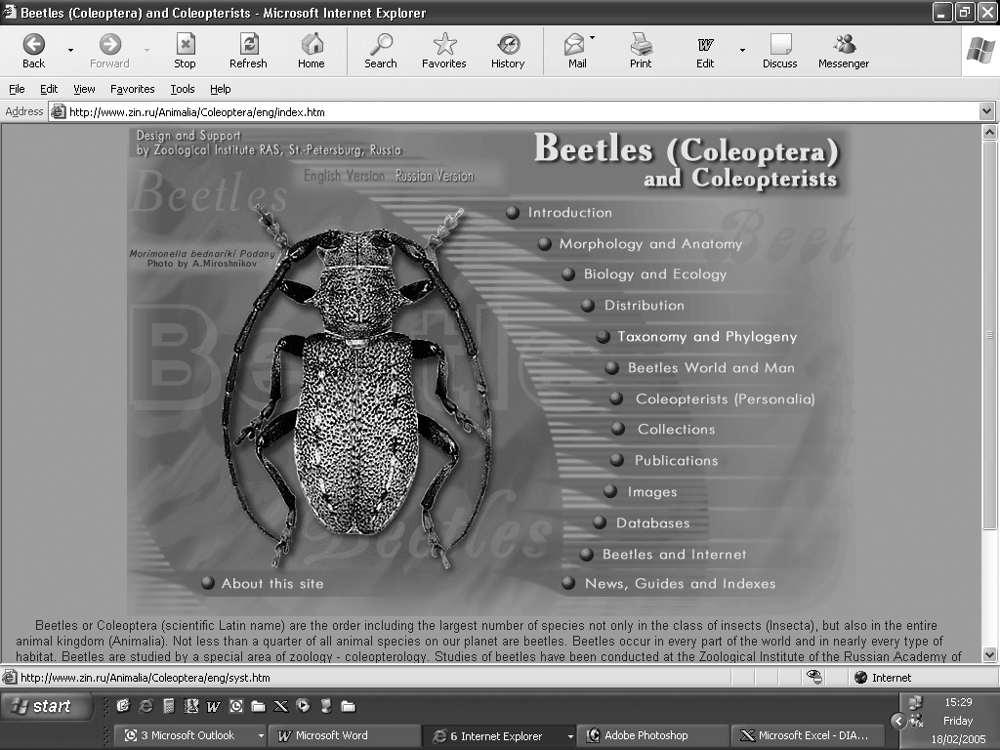 Beetles (Coleoptera) and Coleopterists - Microsoft Internet Explorer
Back Forward Stop Refresh Home Search Favorites History Mail Print Edit Discuss Messenger
File Edit View Favorites Tools Help
Address http://www.zin.ru/Animalia/Coleoptera/eng/index.htm
Design and Support
by Zoological Institute RAS, St.-Petersburg, Russia
English Version Russian Version
Beetles (Coleoptera)
and Coleopterists
Beetles
Morimonella bednariki Podany
Photo by A.Miroshnikov
Beet
Beetle
Beetles
Introduction
Morphology and Anatomy
Biology and Ecology
Distribution
Taxonomy and Phylogeny
Beetles World and Man
Coleopterists (Personalia)
Collections
Publications
Images
Databases
Beetles and Internet
News, Guides and Indexes
About this site
Beetles or Coleoptera (scientific Latin name) are the order including the largest number of species not only in the class of insects (Insecta), but also in the entire
animal kingdom (Animalia). Not less than a quarter of all animal species on our planet are beetles. Beetles occur in every part of the world and in nearly every type of
habitat. Beetles are studied by a special area of zoology - coleopterology. Studies of beetles have been conducted at the Zoological Institute of the Russian Academy of
http://www.zin.ru/Animalia/Coleoptera/eng/syst.htm Internet
start
3 Microsoft Outlook Microsoft Word 6 Internet Explorer Adobe Photoshop Microsoft Excel - DIA...
15:29
Friday
18/02/2005